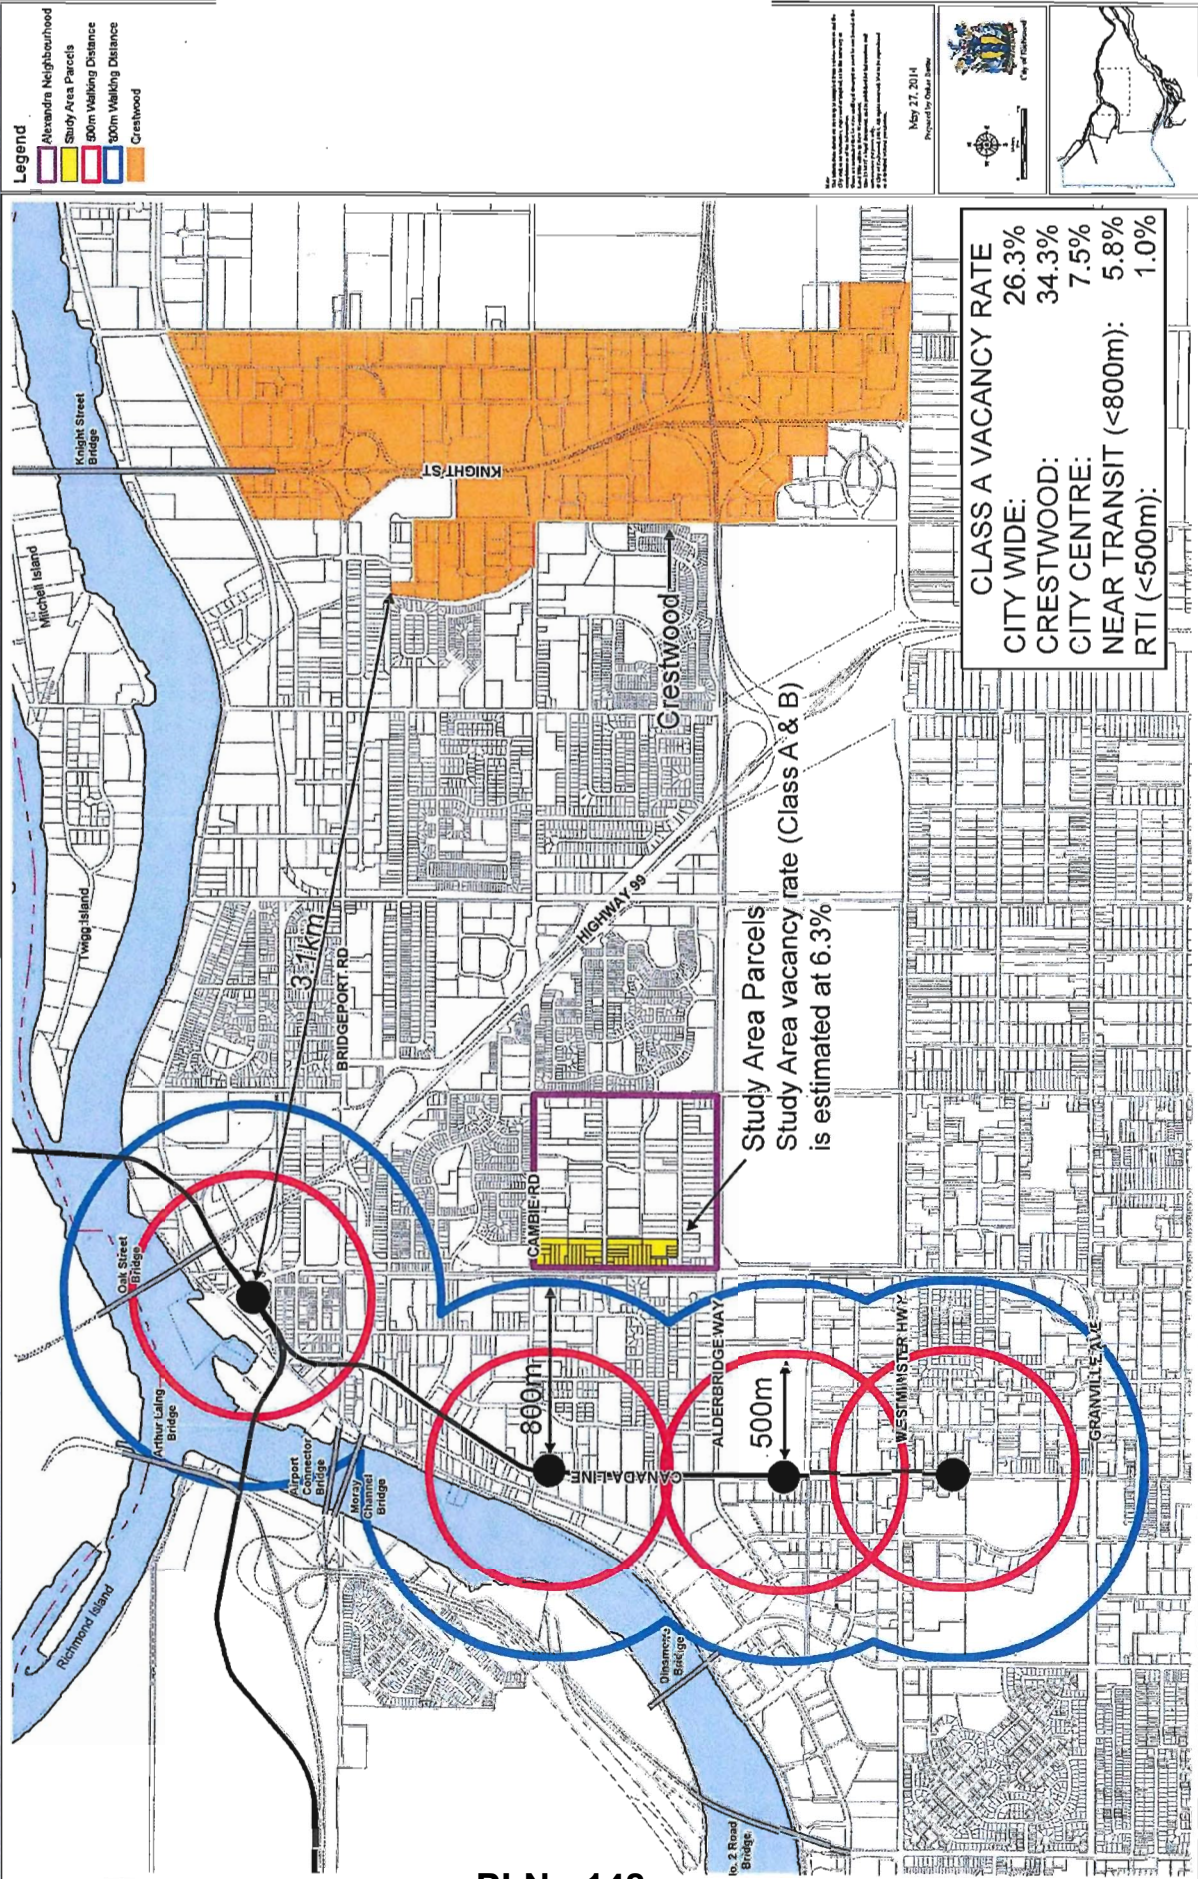 Legend
Alexandra Neighbourhood
Study Area Parcels
500m Walking Distance
800m Walking Distance
Crestwood
May 27, 2014
City of Richmond
Knight Street
Bridge
Mitchell Island
Twigg Island
KNIGHT ST
3.1km
BRIDGEPORT RD
HIGHWAY 99
Crestwood
Oak Street
Bridge
Arthur Laing
Bridge
Airport
Connector
Bridge
Moray
Channel
Bridge
Richmond Island
CAMBIE RD
800m
CANADA LINE
500m
ALDERBRIDGE WAY
WESTMINSTER HWY
GRANVILLE AVE
Dinsmore
Bridge
No. 2 Road
Bridge
Study Area Parcels
Study Area vacancy rate (Class A & B)
is estimated at 6.3%
CLASS A VACANCY RATE
CITY WIDE: 26.3%
CRESTWOOD: 34.3%
CITY CENTRE: 7.5%
NEAR TRANSIT (<800m): 5.8%
RTI (<500m): 1.0%